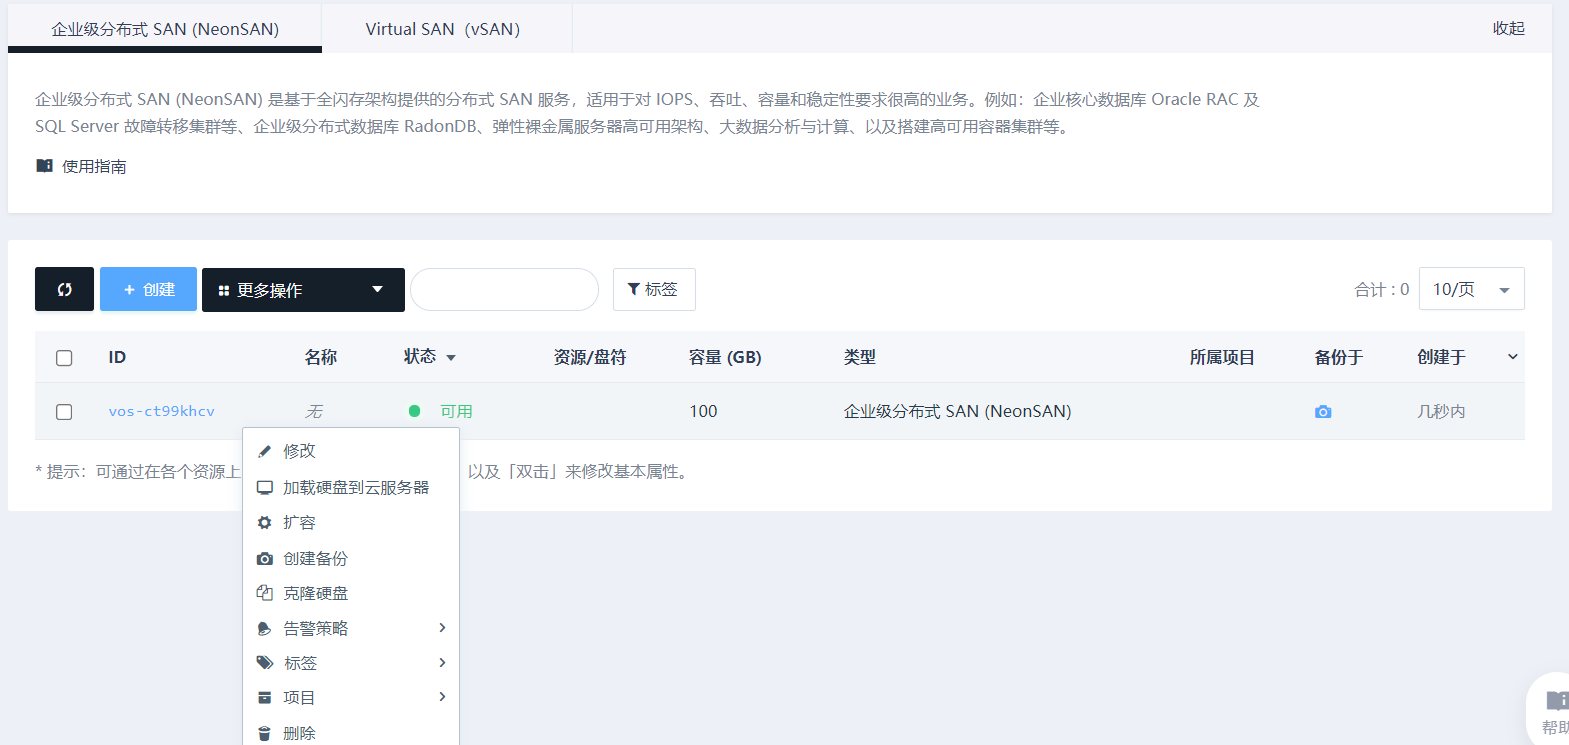 企业级分布式 SAN (NeonSAN)
Virtual SAN（vSAN）
收起
企业级分布式 SAN (NeonSAN) 是基于全闪存架构提供的分布式 SAN 服务，适用于对 IOPS、吞吐、容量和稳定性要求很高的业务。例如：企业核心数据库 Oracle RAC 及
SQL Server 故障转移集群等、企业级分布式数据库 RadonDB、弹性裸金属服务器高可用架构、大数据分析与计算、以及搭建高可用容器集群等。
使用指南
+ 创建
更多操作
标签
合计 : 0
10/页
ID 名称 状态 资源/盘符 容量 (GB) 类型 所属项目 备份于 创建于
vos-ct99khcv 无 可用 100 企业级分布式 SAN (NeonSAN) 几秒内
* 提示：可通过在各个资源上
以及「双击」来修改基本属性。
修改
加载硬盘到云服务器
扩容
创建备份
克隆硬盘
告警策略
标签
项目
删除
帮助